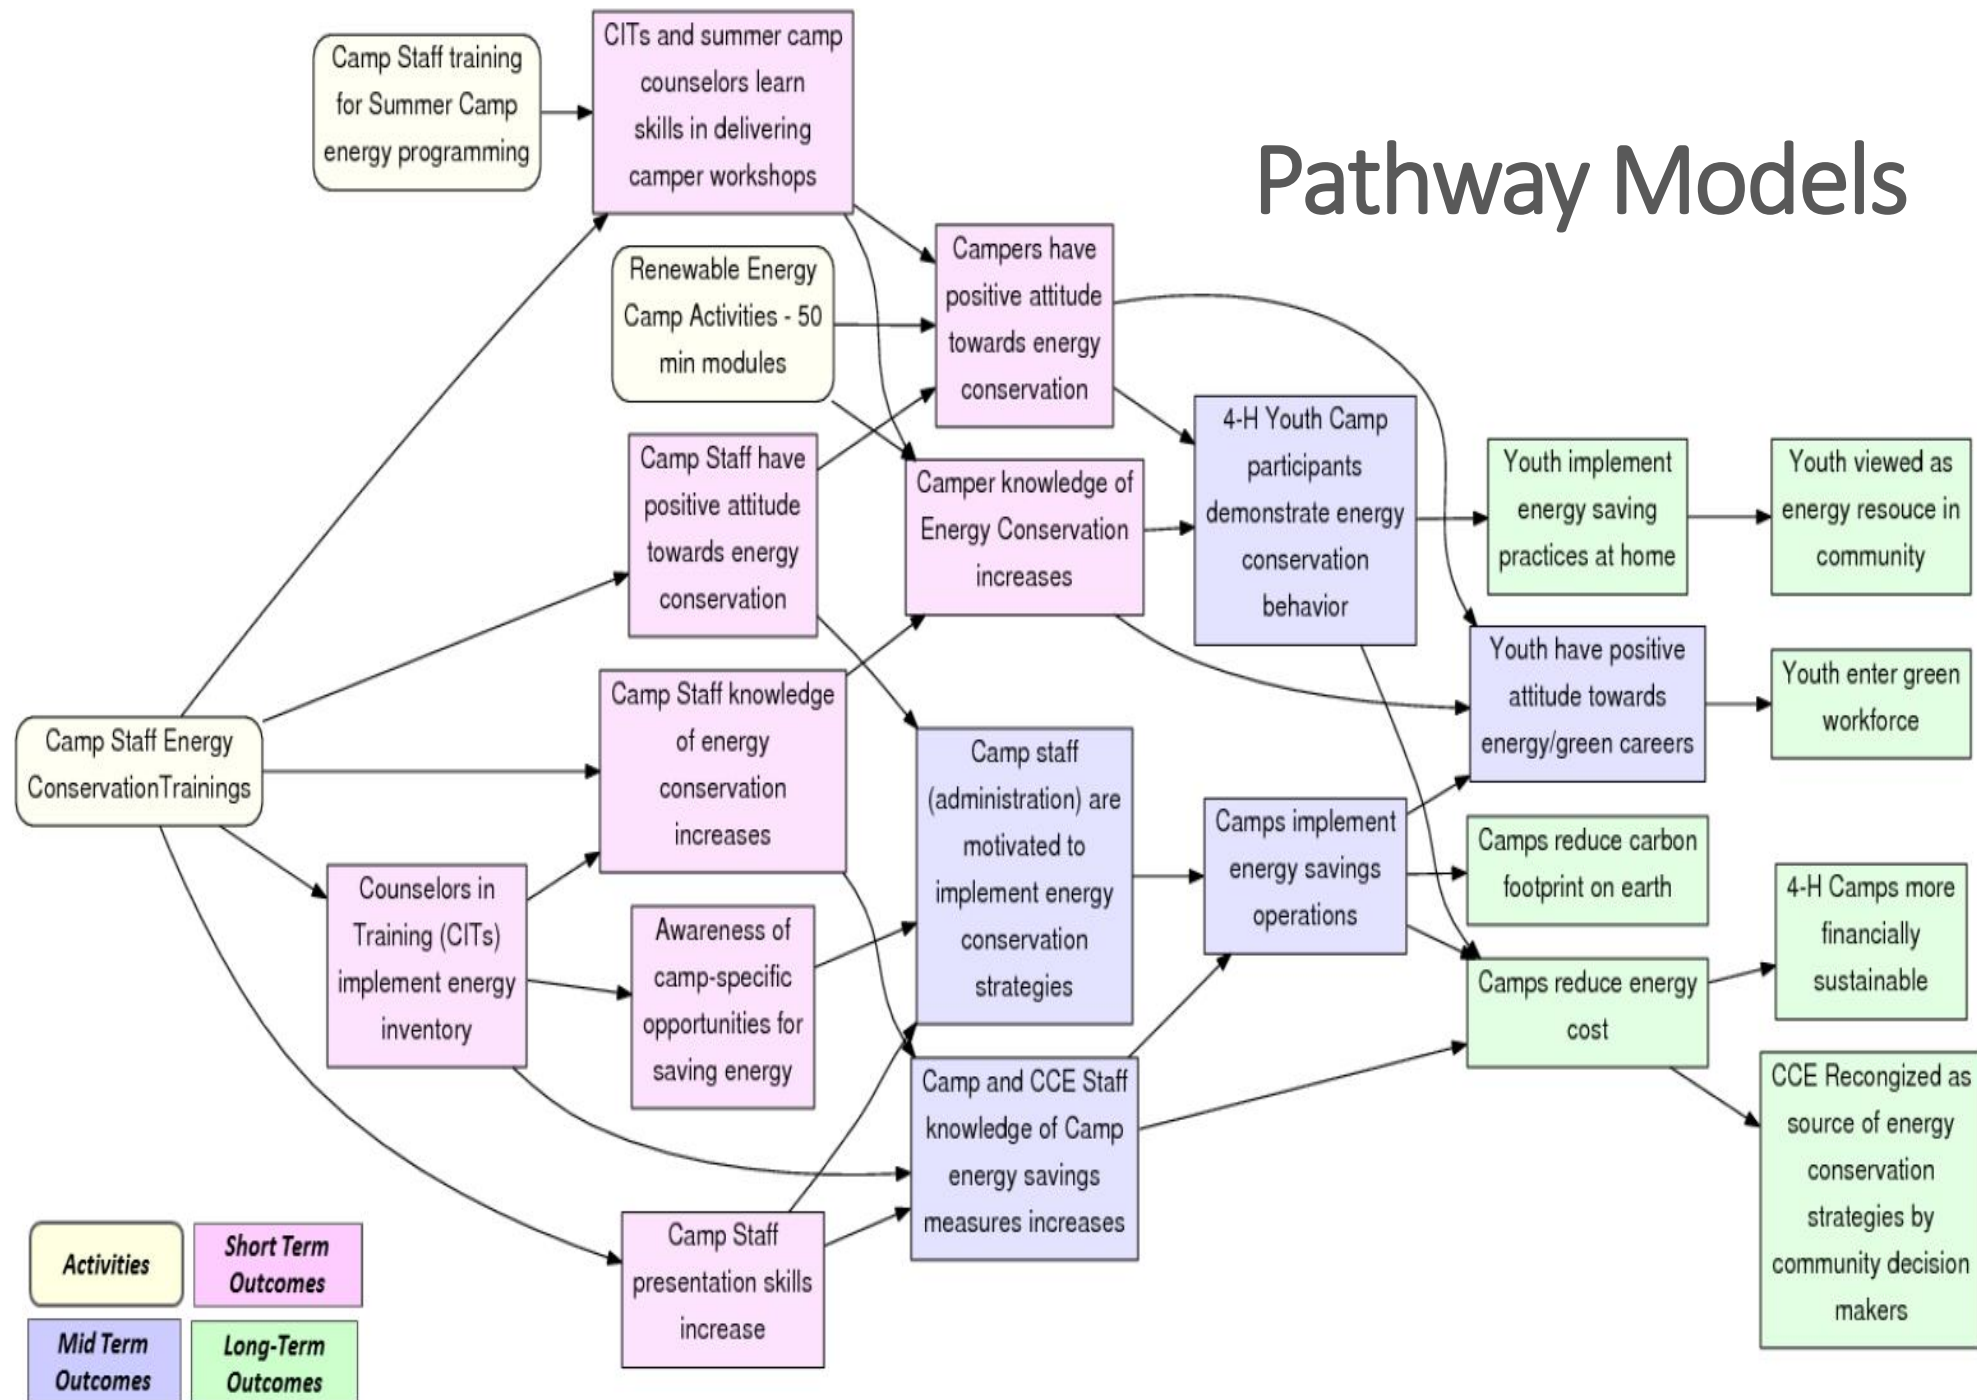 Pathway Models
Camp Staff training
for Summer Camp
energy programming
CITs and summer camp
counselors learn
skills in delivering
camper workshops
Renewable Energy
Camp Activities - 50
min modules
Campers have
positive attitude
towards energy
conservation
Camp Staff have
positive attitude
towards energy
conservation
Camper knowledge of
Energy Conservation
increases
4-H Youth Camp
participants
demonstrate energy
conservation
behavior
Youth implement
energy saving
practices at home
Youth viewed as
energy resouce in
community
Youth have positive
attitude towards
energy/green careers
Youth enter green
workforce
Camp Staff Energy
ConservationTrainings
Camp Staff knowledge
of energy
conservation
increases
Camp staff
(administration) are
motivated to
implement energy
conservation
strategies
Camps implement
energy savings
operations
Camps reduce carbon
footprint on earth
4-H Camps more
financially
sustainable
Counselors in
Training (CITs)
implement energy
inventory
Awareness of
camp-specific
opportunities for
saving energy
Camps reduce energy
cost
Camp and CCE Staff
knowledge of Camp
energy savings
measures increases
CCE Recongized as
source of energy
conservation
strategies by
community decision
makers
Camp Staff
presentation skills
increase
Activities
Short Term
Outcomes
Mid Term
Outcomes
Long-Term
Outcomes